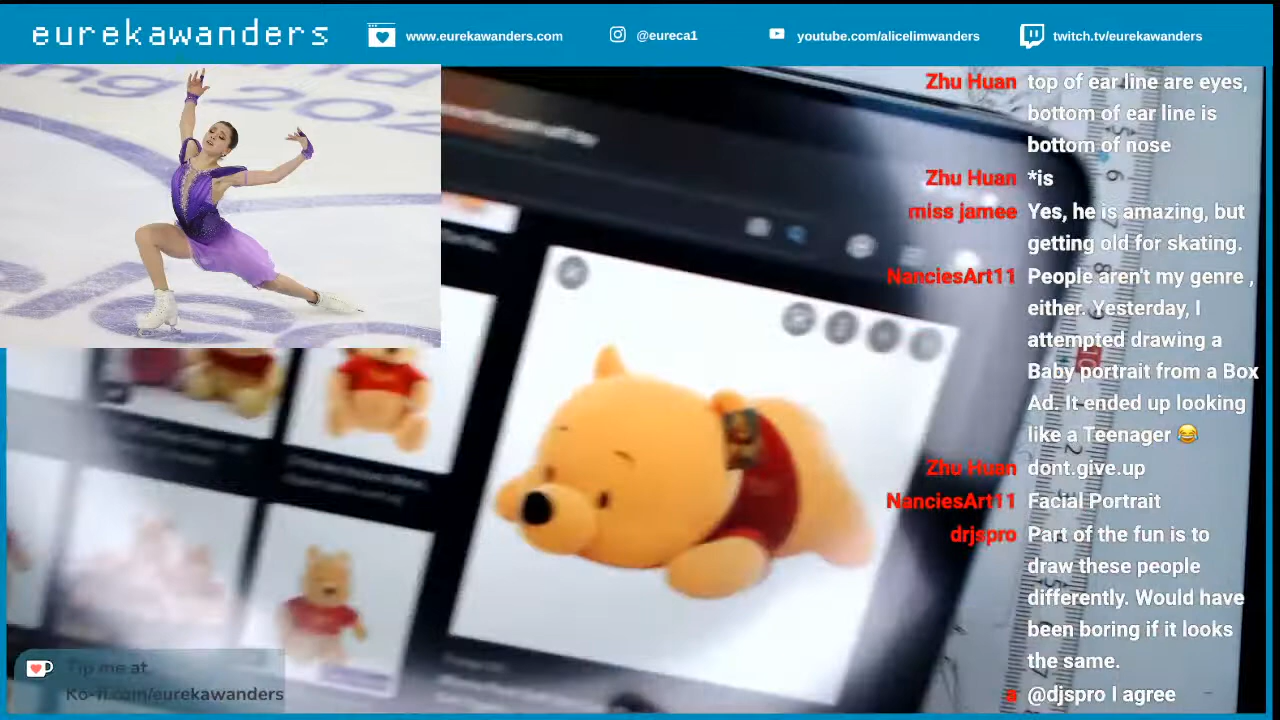 eurekawanders
www.eurekawanders.com
@eureca1
youtube.com/alicelimwanders
twitch.tv/eurekawanders
Zhu Huan top of ear line are eyes,
bottom of ear line is
bottom of nose
Zhu Huan *is
miss jamee Yes, he is amazing, but
getting old for skating.
NanciesArt11 People aren't my genre ,
either. Yesterday, I
attempted drawing a
Baby portrait from a Box
Ad. It ended up looking
like a Teenager 😂
Zhu Huan dont.give.up
NanciesArt11 Facial Portrait
drjspro Part of the fun is to
draw these people
differently. Would have
been boring if it looks
the same.
a @djspro I agree
Tip me at
Ko-fi.com/eurekawanders